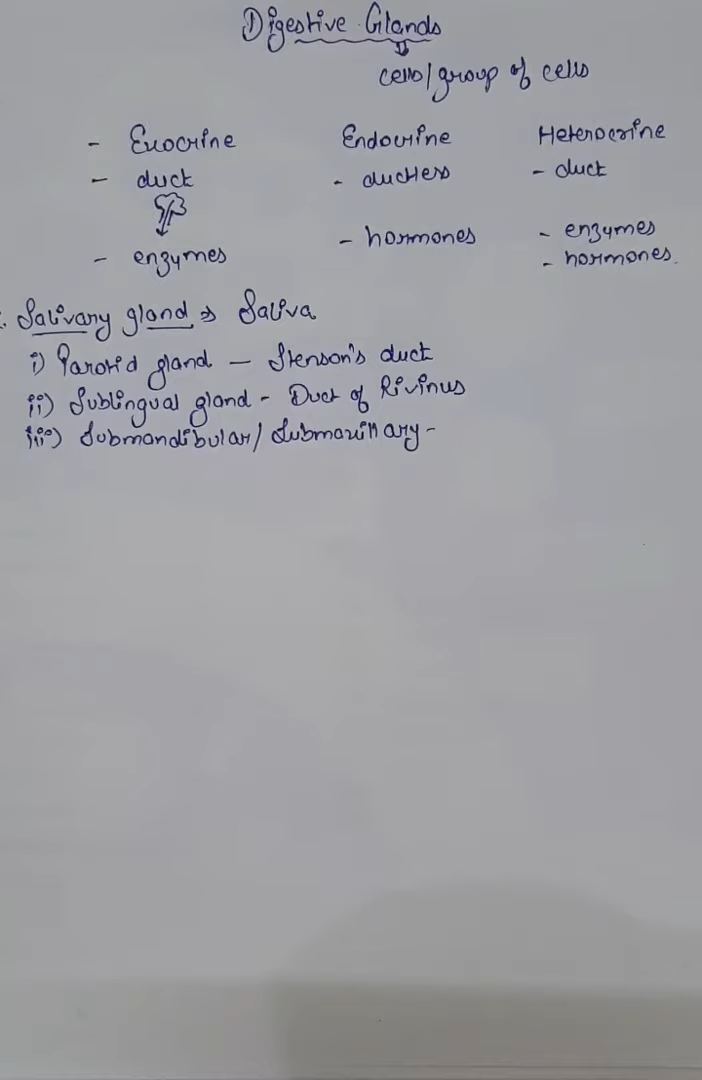 Digestive Glands
⇓
cells/group of cells
- Exocrine Endocrine Heterocrine
- duct - ductless - duct
- enzymes - hormones - enzymes
- hormones.
Salivary gland ⇒ Saliva
i) Parotid gland – Stenson's duct
ii) Sublingual gland - Duct of Rivinus
iii) Submandibular/Submaxillary -